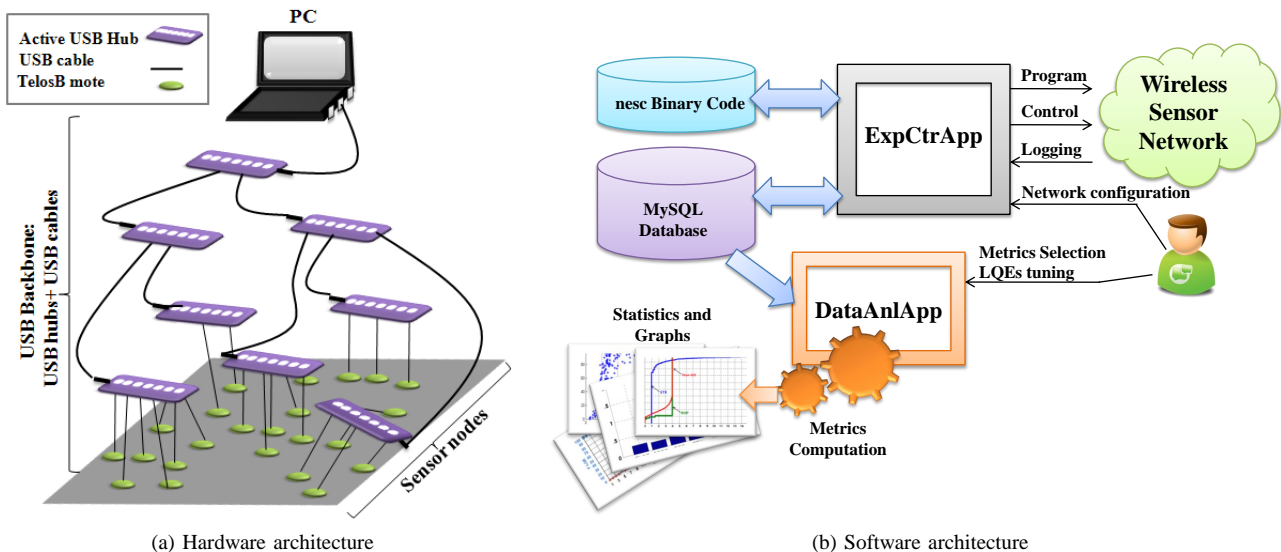 PC
Active USB Hub
USB cable
TelosB mote
USB Backbone:
USB hubs+ USB cables
Sensor nodes
(a) Hardware architecture
nesc Binary Code
MySQL
Database
ExpCtrApp
Program
Control
Logging
Wireless
Sensor
Network
Network configuration
Metrics Selection
LQEs tuning
DataAnlApp
Statistics and
Graphs
Metrics
Computation
(b) Software architecture